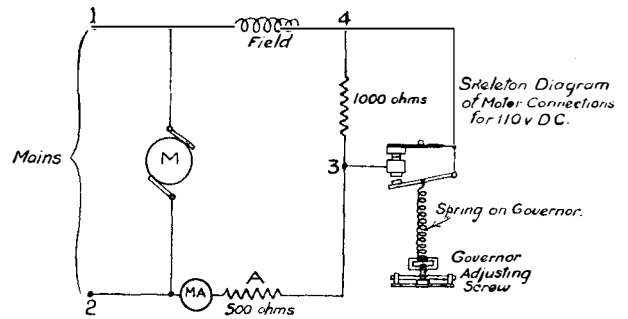 1
4
Field
1000 ohms
Skeleton Diagram
of Motor Connections
for 110 v DC.
Mains
M
3
Spring on Governor.
A
MA
500 ohms
2
Governor
Adjusting
Screw